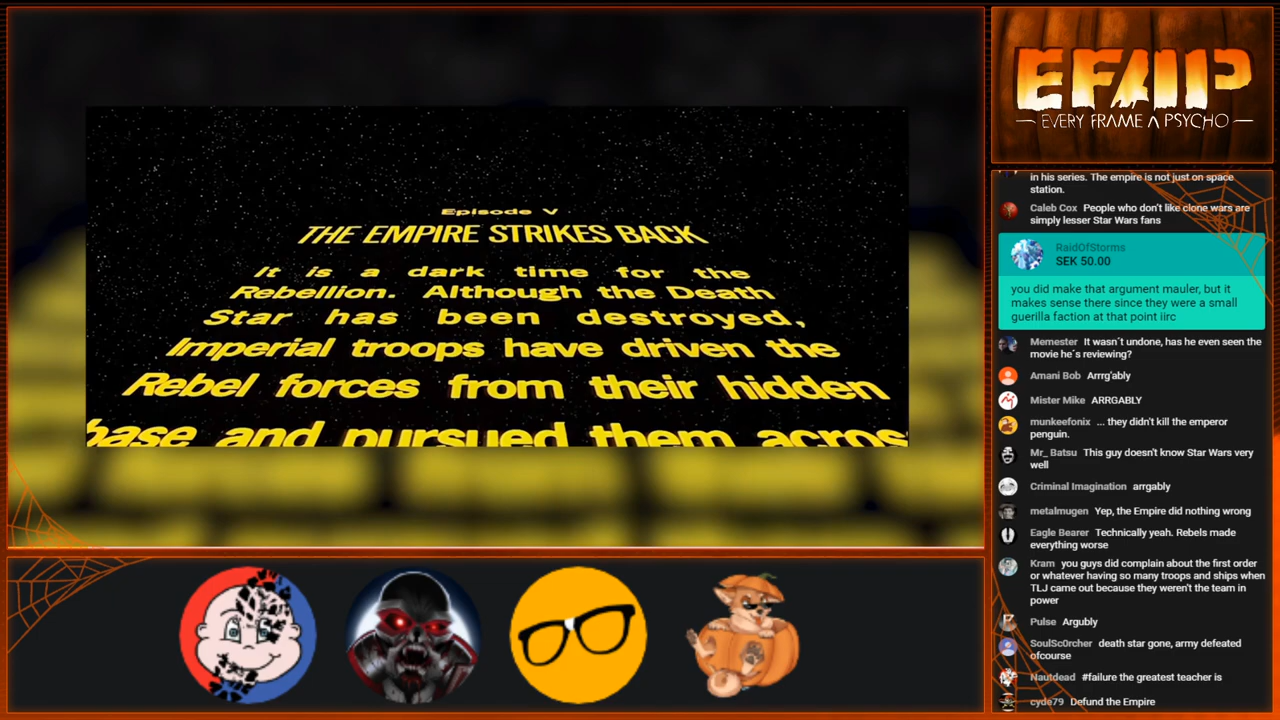 Episode V
THE EMPIRE STRIKES BACK
It is a dark time for the
Rebellion. Although the Death
Star has been destroyed,
Imperial troops have driven the
Rebel forces from their hidden
base and pursued them across
EFAP
EVERY FRAME A PSYCHO
in his series. The empire is not just on space
station.
Caleb Cox People who don't like clone wars are
simply lesser Star Wars fans
RaidOfStorms
SEK 50.00
you did make that argument mauler, but it
makes sense there since they were a small
guerilla faction at that point iirc
Memester It wasn´t undone, has he even seen the
movie he´s reviewing?
Amani Bob Arrrg'ably
Mister Mike ARRGABLY
munkeefonix ... they didn't kill the emperor
penguin.
Mr_ Batsu This guy doesn't know Star Wars very
well
Criminal Imagination arrgably
metalmugen Yep, the Empire did nothing wrong
Eagle Bearer Technically yeah. Rebels made
everything worse
Kram you guys did complain about the first order
or whatever having so many troops and ships when
TLJ came out because they weren't the team in
power
Pulse Argubly
SoulSc0rcher death star gone, army defeated
ofcourse
Nautdead #failure the greatest teacher is
cyde79 Defund the Empire